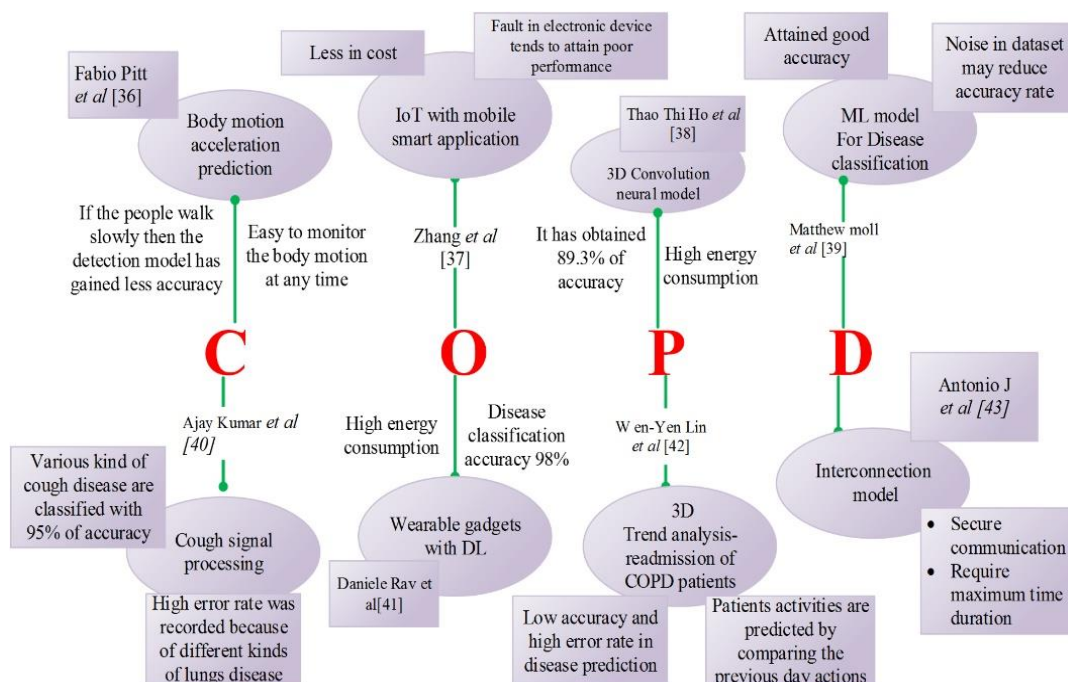 Fabio Pitt
et al [36]
Body motion
acceleration
prediction
If the people walk
slowly then the
detection model has
gained less accuracy
Easy to monitor
the body motion
at any time
Less in cost
Fault in electronic device
tends to attain poor
performance
IoT with mobile
smart application
Zhang et al
[37]
Thao Thi Ho et al
[38]
3D Convolution
neural model
It has obtained
89.3% of
accuracy
High energy
consumption
Attained good
accuracy
Noise in dataset
may reduce
accuracy rate
ML model
For Disease
classification
Matthew moll
et al [39]
C
O
P
D
Ajay Kumar et al
[40]
Various kind of
cough disease are
classified with
95% of accuracy
Cough signal
processing
High error rate was
recorded because
of different kinds
of lungs disease
High energy
consumption
Disease
classification
accuracy 98%
Wearable gadgets
with DL
Daniele Rav et
al[41]
W en-Yen Lin
et al [42]
3D
Trend analysis-
readmission of
COPD patients
Low accuracy and
high error rate in
disease prediction
Patients activities are
predicted by
comparing the
previous day actions
Antonio J
et al [43]
Interconnection
model
• Secure
communication
• Require
maximum time
duration